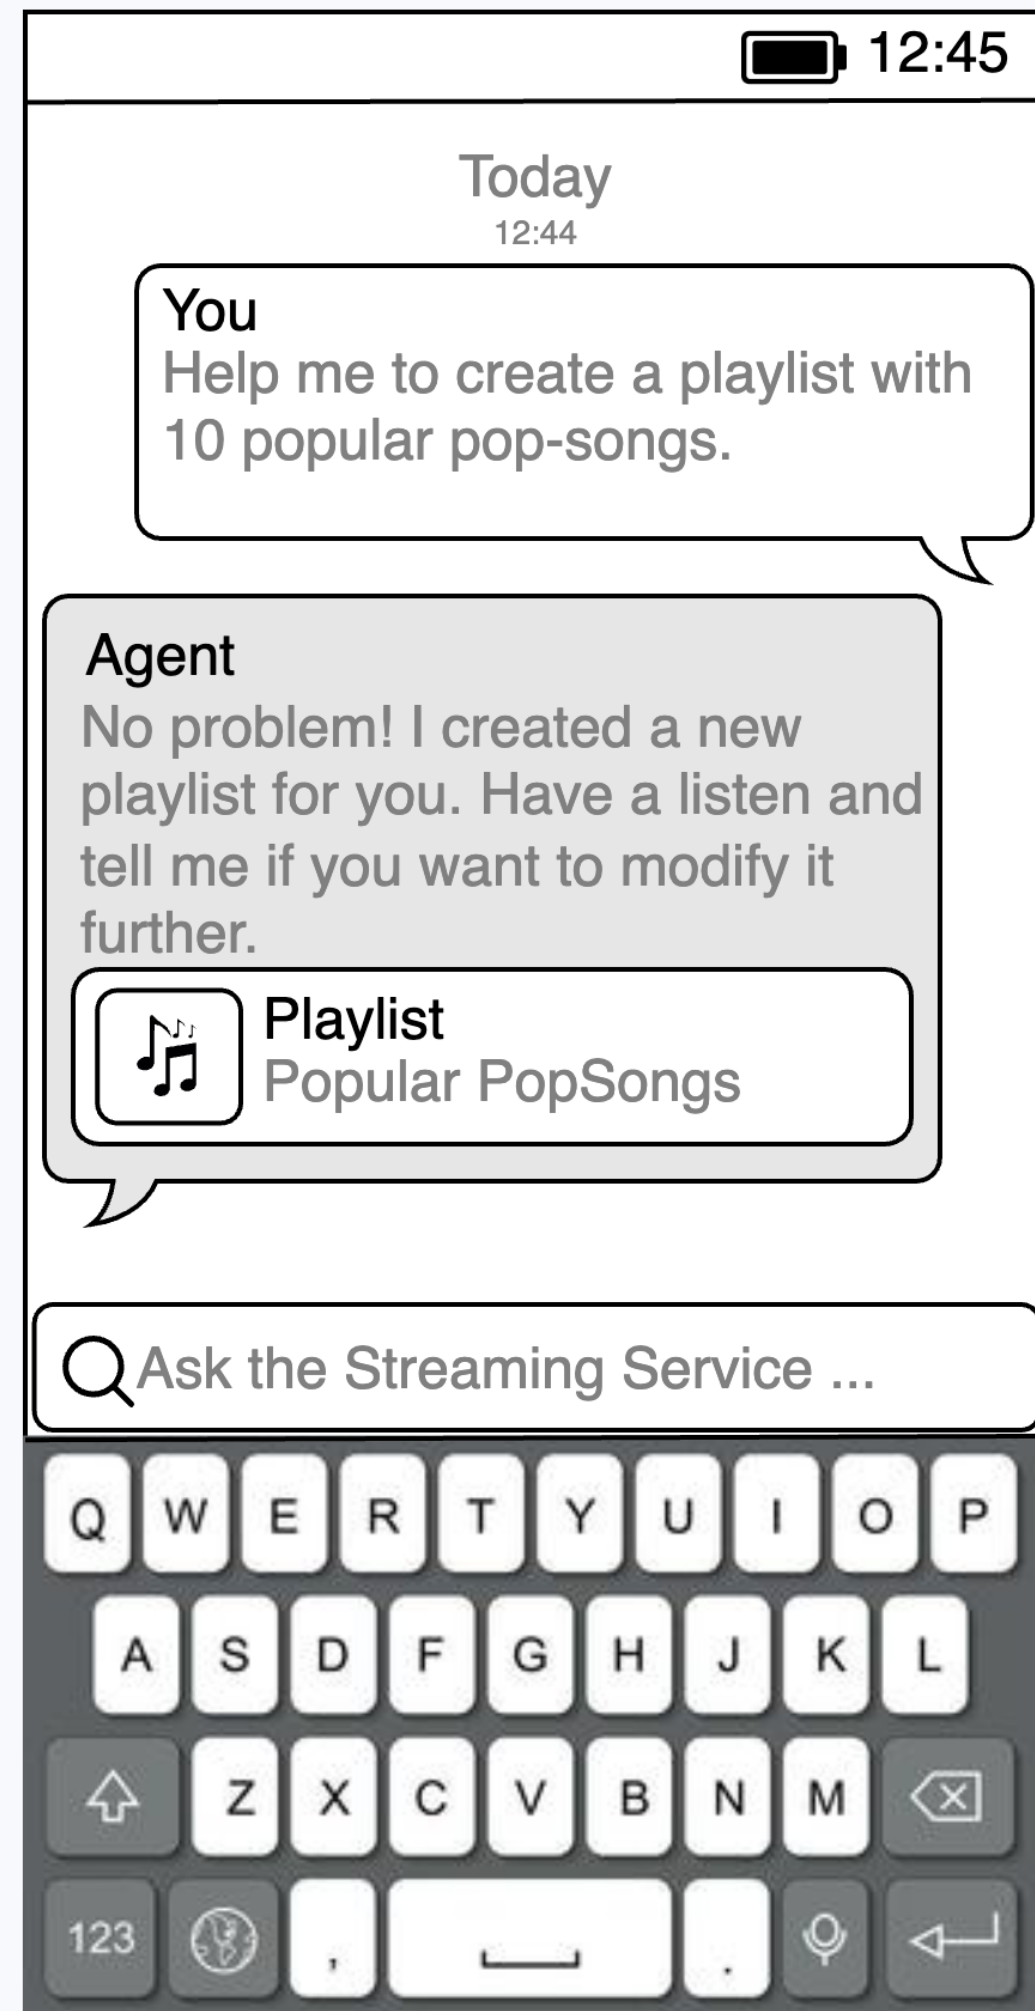 12:45
Today
12:44
You
Help me to create a playlist with
10 popular pop-songs.
Agent
No problem! I created a new
playlist for you. Have a listen and
tell me if you want to modify it
further.
Playlist
Popular PopSongs
Ask the Streaming Service ...
Q W E R T Y U I O P
A S D F G H J K L
Z X C V B N M
123 , .